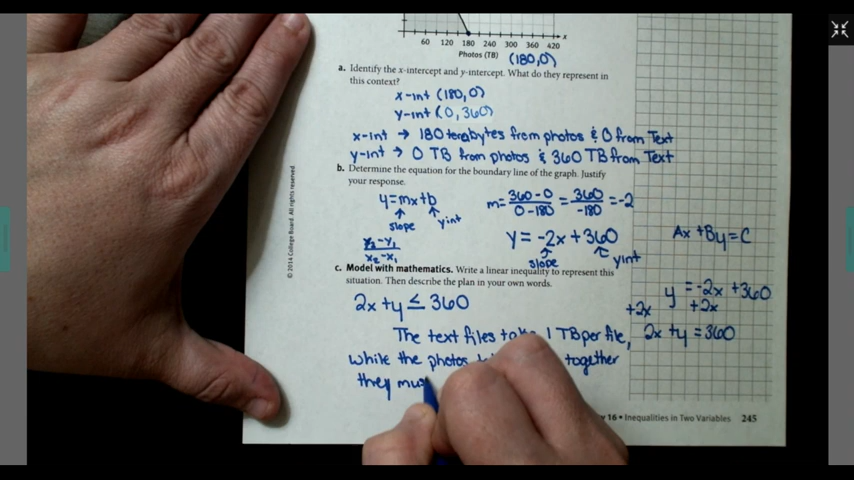 x
60 120 180 240 300 360 420
Photos (TB) (180,0)
a. Identify the x-intercept and y-intercept. What do they represent in
this context?
x-int (180,0)
y-int (0,360)
x-int → 180 terabytes from photos & 0 from Text
y-int → 0 TB from photos & 360 TB from Text
b. Determine the equation for the boundary line of the graph. Justify
your response.
y=mx+b
slope yint
y₂-y₁
x₂-x₁
m= 360-0 / 0-180 = 360 / -180 = -2
y = -2x +360
slope yint
Ax +By = C
c. Model with mathematics. Write a linear inequality to represent this
situation. Then describe the plan in your own words.
2x +y ≤ 360
y = -2x +360
+2x +2x
2x +y = 360
The text files 1 TB per file,
while the photos together
they
16 • Inequalities in Two Variables 245
© 2014 College Board. All rights reserved.